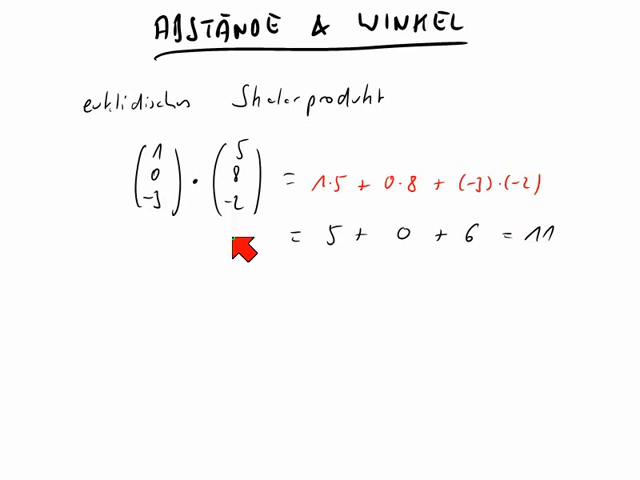 ABSTÄNDE & WINKEL
euklidisches Skalarprodukt
(1 0 -3) · (5 8 -2) = 1·5 + 0·8 + (-3)·(-2)
= 5 + 0 + 6 = 11